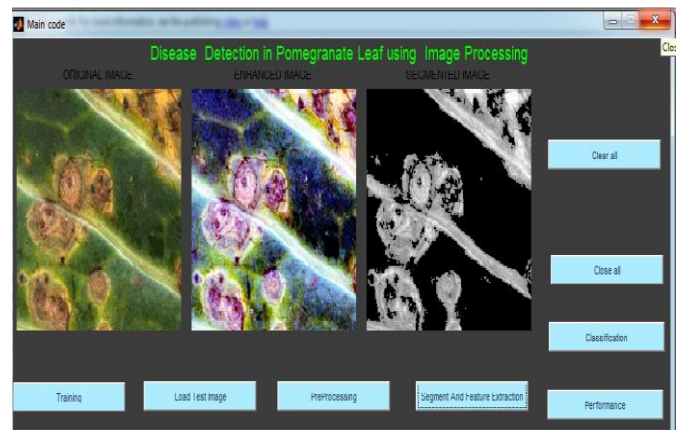 Main code
Close
Disease Detection in Pomegranate Leaf using Image Processing
ORIGINAL IMAGE
ENHANCED IMAGE
SEGMENTED IMAGE
Clear all
Close all
Classification
Training
Load Test Image
PreProcessing
Segment And Feature Extraction
Performance